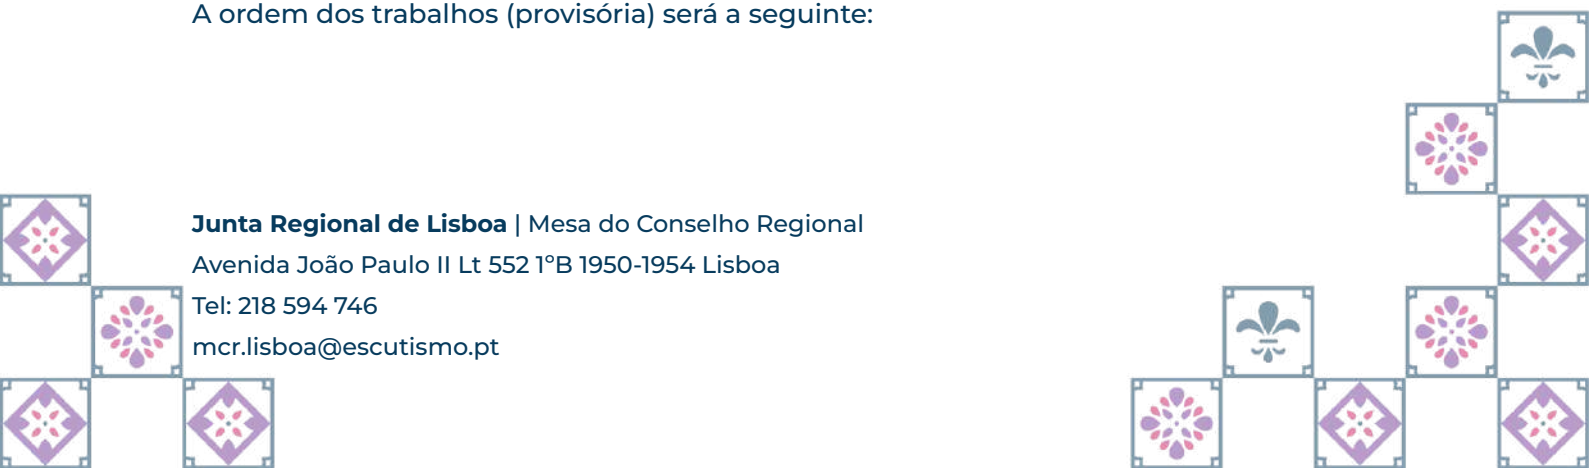 A ordem dos trabalhos (provisória) será a seguinte:
Junta Regional de Lisboa | Mesa do Conselho Regional
Avenida João Paulo II Lt 552 1ºB 1950-1954 Lisboa
Tel: 218 594 746
mcr.lisboa@escutismo.pt